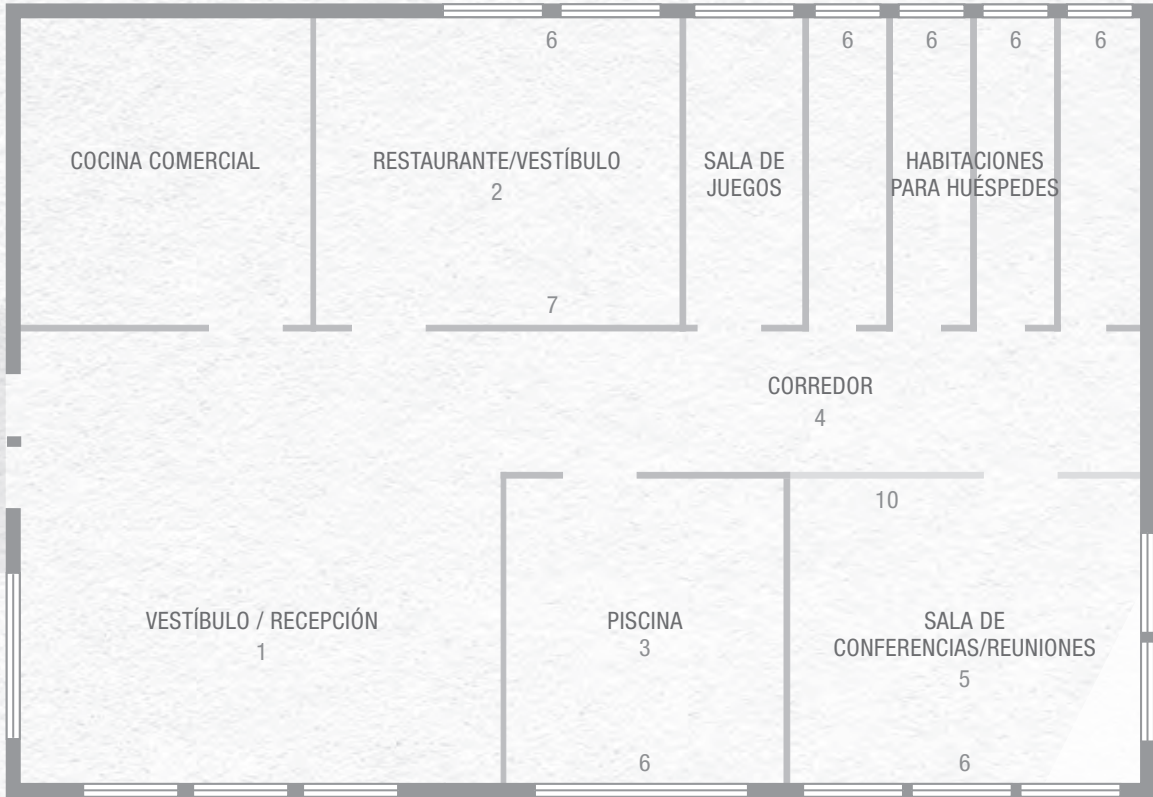 6
6
6
6
6
COCINA COMERCIAL
RESTAURANTE/VESTÍBULO
2
SALA DE
JUEGOS
HABITACIONES
PARA HUÉSPEDES
7
CORREDOR
4
10
VESTÍBULO / RECEPCIÓN
1
PISCINA
3
SALA DE
CONFERENCIAS/REUNIONES
5
6
6